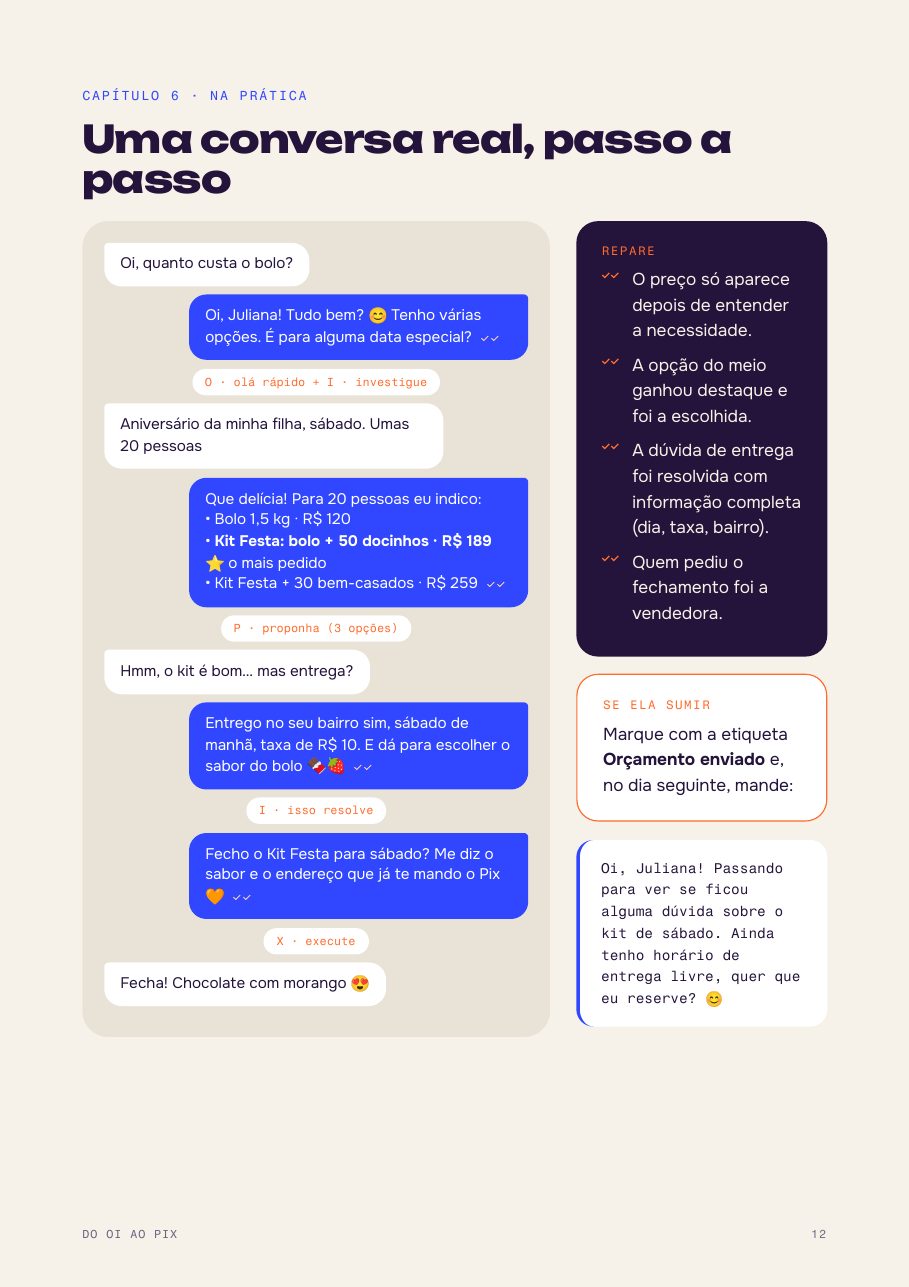 CAPÍTULO 6 · NA PRÁTICA
Uma conversa real, passo a
passo
Oi, quanto custa o bolo?
Oi, Juliana! Tudo bem? 😊 Tenho várias
opções. É para alguma data especial? ✓✓
O · olá rápido + I · investigue
Aniversário da minha filha, sábado. Umas
20 pessoas
Que delícia! Para 20 pessoas eu indico:
• Bolo 1,5 kg · R$ 120
• Kit Festa: bolo + 50 docinhos · R$ 189
⭐ o mais pedido
• Kit Festa + 30 bem-casados · R$ 259 ✓✓
P · proponha (3 opções)
Hmm, o kit é bom... mas entrega?
Entrego no seu bairro sim, sábado de
manhã, taxa de R$ 10. E dá para escolher o
sabor do bolo 🍫🍓 ✓✓
I · isso resolve
Fecho o Kit Festa para sábado? Me diz o
sabor e o endereço que já te mando o Pix
🧡 ✓✓
X · execute
Fecha! Chocolate com morango 😍
REPARE
✓✓ O preço só aparece
depois de entender
a necessidade.
✓✓ A opção do meio
ganhou destaque e
foi a escolhida.
✓✓ A dúvida de entrega
foi resolvida com
informação completa
(dia, taxa, bairro).
✓✓ Quem pediu o
fechamento foi a
vendedora.
SE ELA SUMIR
Marque com a etiqueta
Orçamento enviado e,
no dia seguinte, mande:
Oi, Juliana! Passando
para ver se ficou
alguma dúvida sobre o
kit de sábado. Ainda
tenho horário de
entrega livre, quer que
eu reserve? 😊
DO OI AO PIX
12